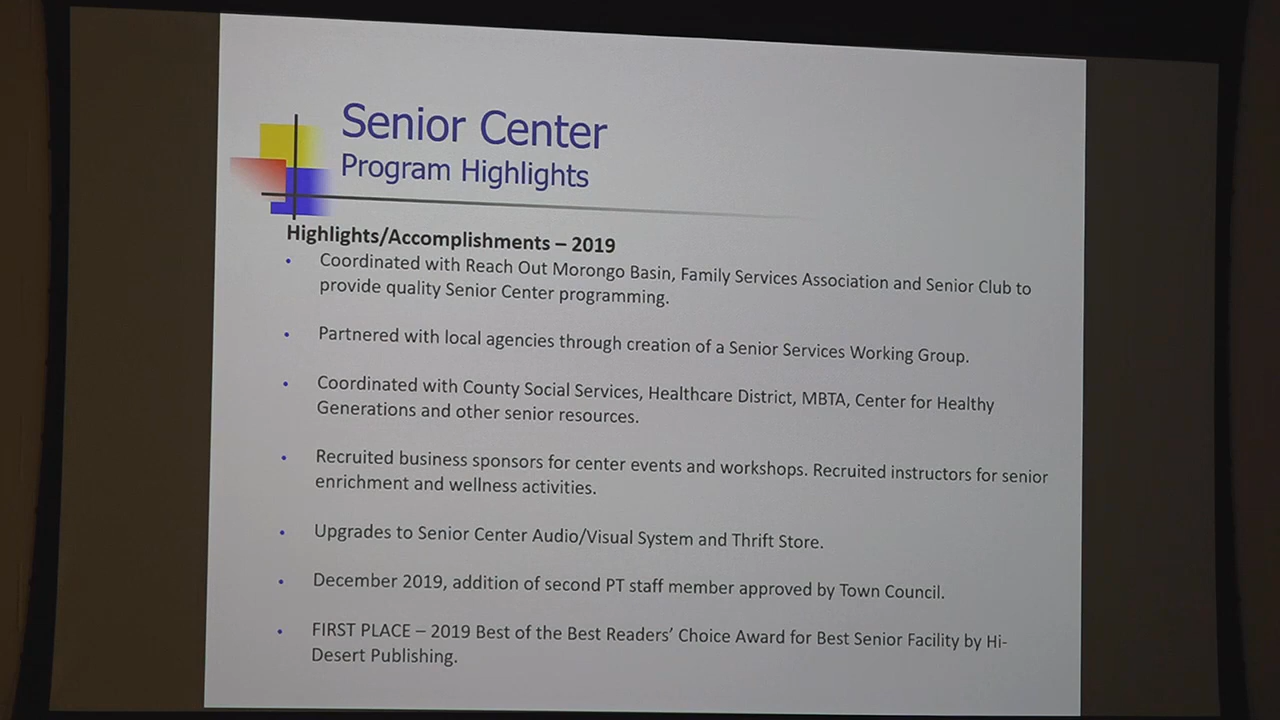 Senior Center
Program Highlights
Highlights/Accomplishments – 2019
• Coordinated with Reach Out Morongo Basin, Family Services Association and Senior Club to
provide quality Senior Center programming.
• Partnered with local agencies through creation of a Senior Services Working Group.
• Coordinated with County Social Services, Healthcare District, MBTA, Center for Healthy
Generations and other senior resources.
• Recruited business sponsors for center events and workshops. Recruited instructors for senior
enrichment and wellness activities.
• Upgrades to Senior Center Audio/Visual System and Thrift Store.
• December 2019, addition of second PT staff member approved by Town Council.
• FIRST PLACE – 2019 Best of the Best Readers’ Choice Award for Best Senior Facility by Hi-
Desert Publishing.